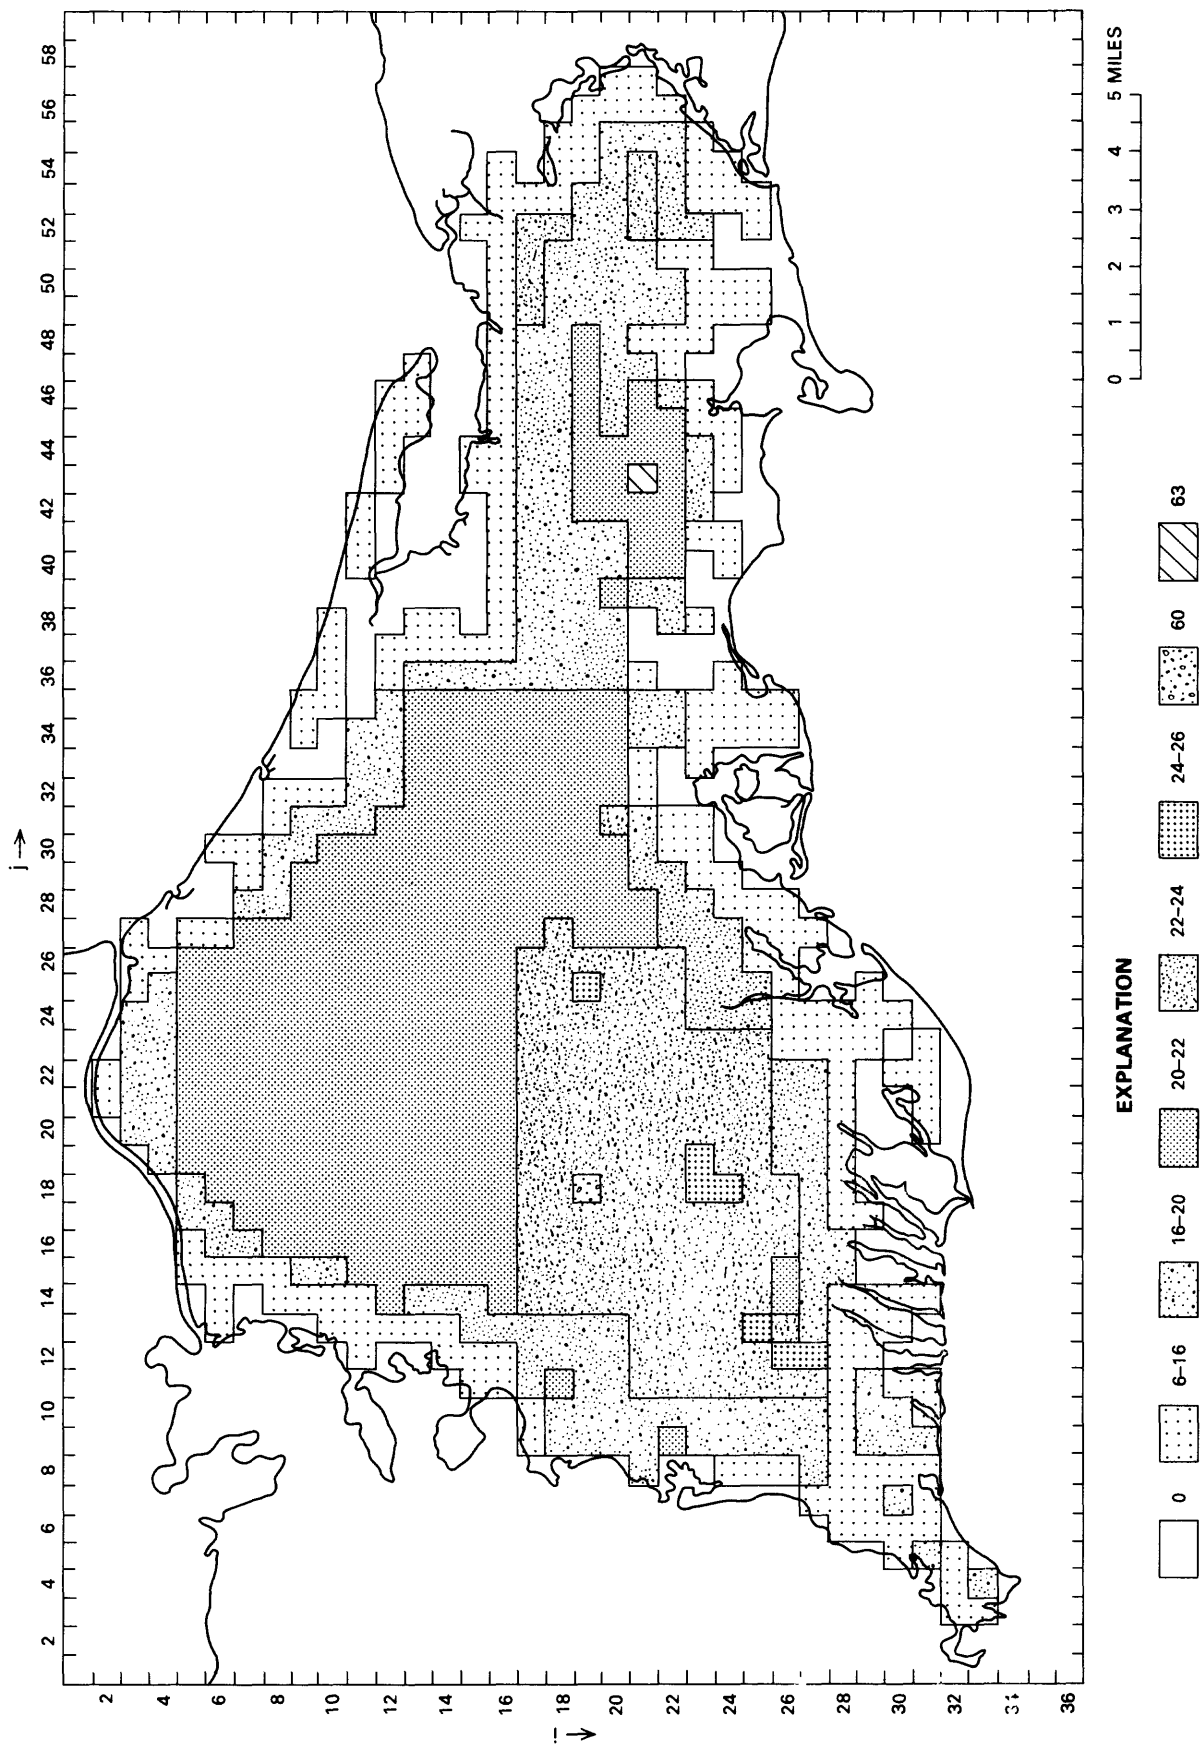 j →
2 4 6 8 10 12 14 16 18 20 22 24 26 28 30 32 34 36 38 40 42 44 46 48 50 52 54 56 58
i →
2 4 6 8 10 12 14 16 18 20 22 24 26 28 30 32 34 36
0 1 2 3 4 5 MILES
EXPLANATION
0 6–16 16–20 20–22 22–24 24–26 60 63